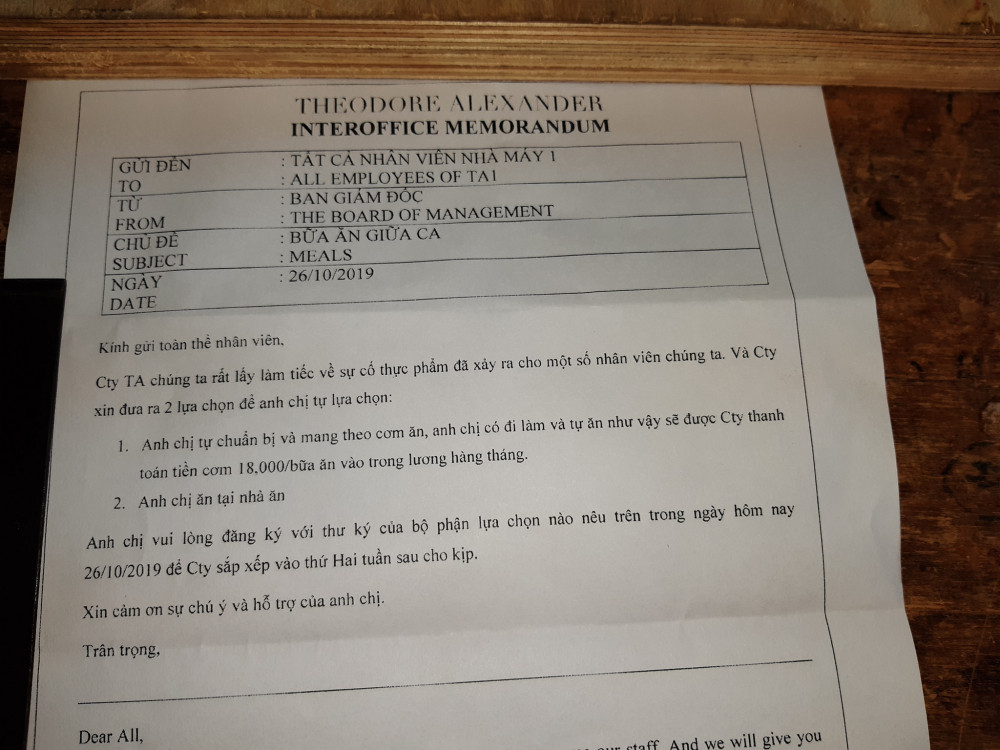 THEODORE ALEXANDER
INTEROFFICE MEMORANDUM
GỬI ĐẾN : TẤT CẢ NHÂN VIÊN NHÀ MÁY 1
TO : ALL EMPLOYEES OF TA1
TỪ : BAN GIÁM ĐỐC
FROM : THE BOARD OF MANAGEMENT
CHỦ ĐỀ : BỮA ĂN GIỮA CA
SUBJECT : MEALS
NGÀY : 26/10/2019
DATE
Kính gửi toàn thể nhân viên,
Cty TA chúng ta rất lấy làm tiếc về sự cố thực phẩm đã xảy ra cho một số nhân viên chúng ta. Và Cty
xin đưa ra 2 lựa chọn để anh chị tự lựa chọn:
1. Anh chị tự chuẩn bị và mang theo cơm ăn, anh chị có đi làm và tự ăn như vậy sẽ được Cty thanh
toán tiền cơm 18,000/bữa ăn vào trong lương hàng tháng.
2. Anh chị ăn tại nhà ăn
Anh chị vui lòng đăng ký với thư ký của bộ phận lựa chọn nào nêu trên trong ngày hôm nay
26/10/2019 để Cty sắp xếp vào thứ Hai tuần sau cho kịp.
Xin cảm ơn sự chú ý và hỗ trợ của anh chị.
Trân trọng,
Dear All,
our staff. And we will give you